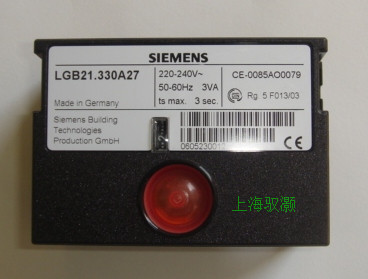 SIEMENS
LGB21.330A27
220-240V~
50-60Hz 3VA
ts max. 3 sec.
CE-0085AO0079
Rg 5 F013/03
Made in Germany
Siemens Building
Technologies
Production GmbH
CE
上海驭灏